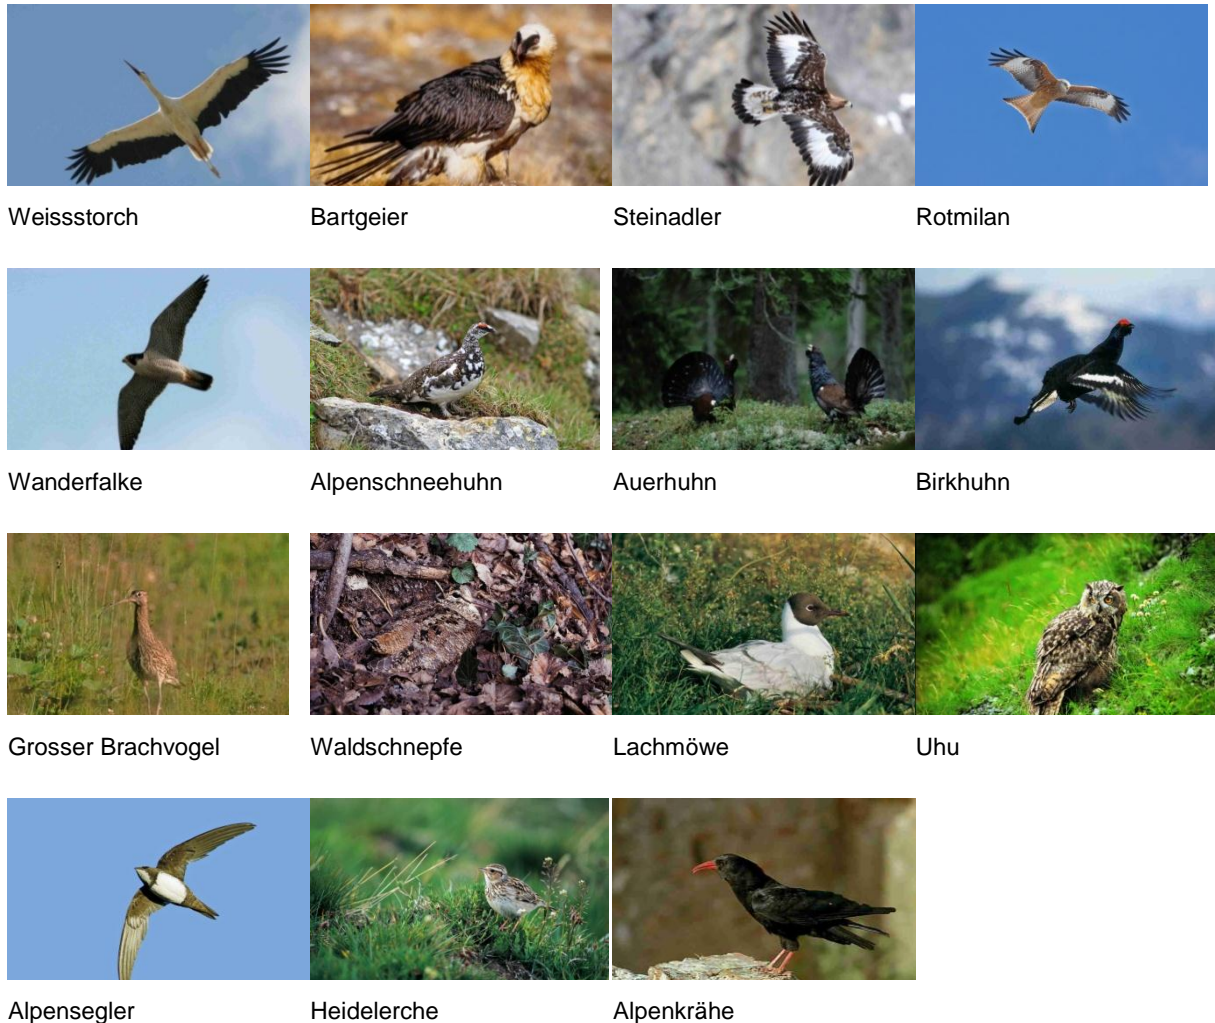 Weissstorch
Bartgeier
Steinadler
Rotmilan
Wanderfalke
Alpenschneehuhn
Auerhuhn
Birkhuhn
Grosser Brachvogel
Waldschnepfe
Lachmöwe
Uhu
Alpensegler
Heidelerche
Alpenkrähe